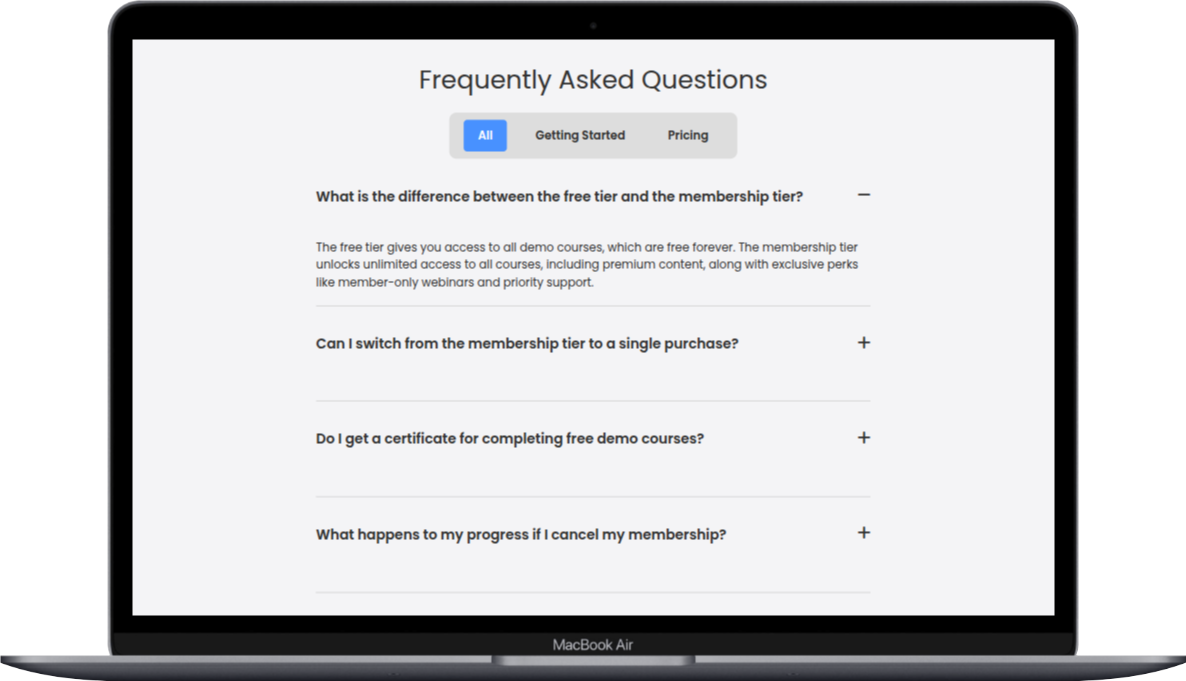 Frequently Asked Questions
All Getting Started Pricing
What is the difference between the free tier and the membership tier? −
The free tier gives you access to all demo courses, which are free forever. The membership tier
unlocks unlimited access to all courses, including premium content, along with exclusive perks
like member-only webinars and priority support.
Can I switch from the membership tier to a single purchase? +
Do I get a certificate for completing free demo courses? +
What happens to my progress if I cancel my membership? +
MacBook Air